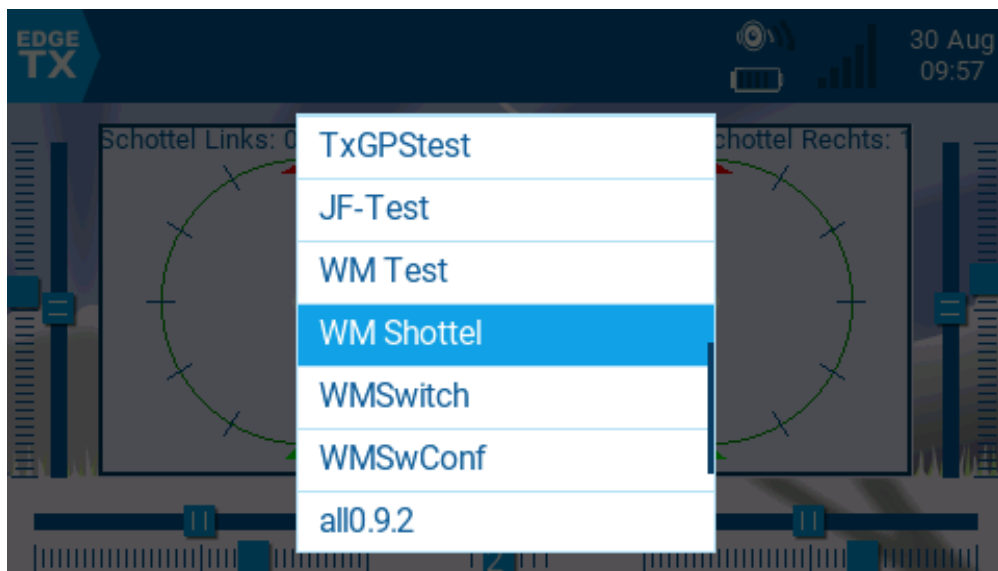 EDGE
TX
30 Aug
09:57
Schottel Links: 0
chottel Rechts: 1
TxGPStest
JF-Test
WM Test
WM Shottel
WMSwitch
WMSwConf
all0.9.2
2